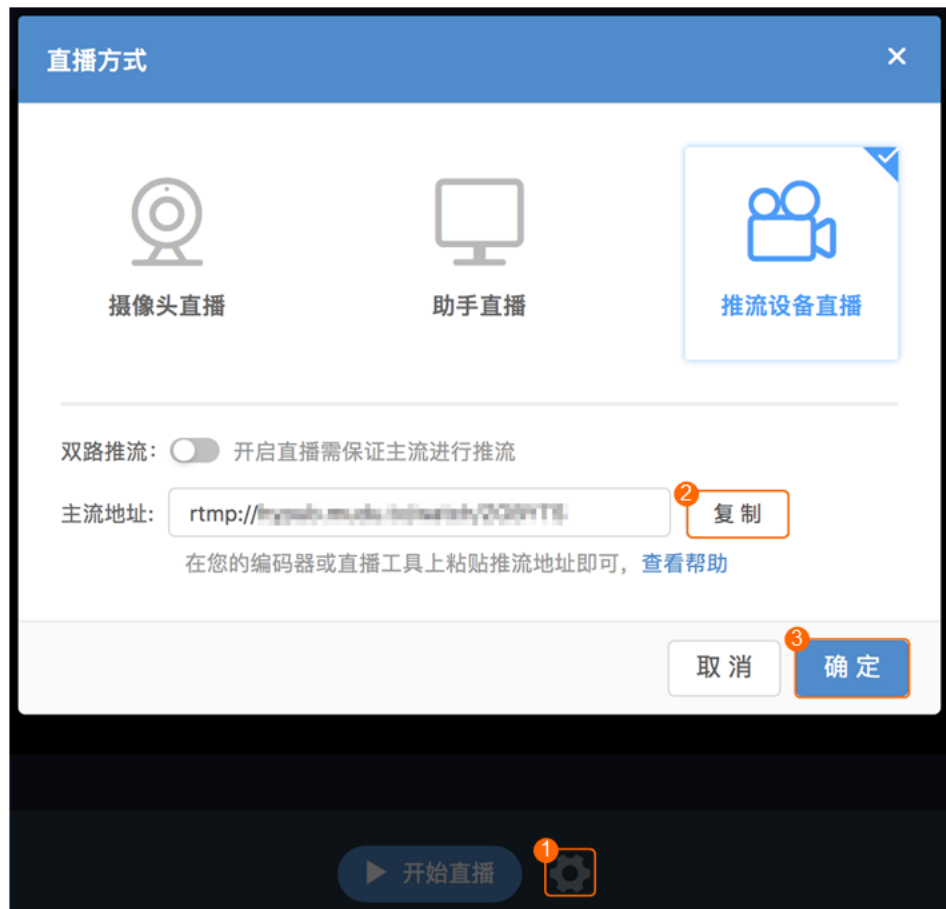 直播方式
摄像头直播
助手直播
推流设备直播
双路推流: 开启直播需保证主流进行推流
主流地址: rtmp:// 2 复制
在您的编码器或直播工具上粘贴推流地址即可，查看帮助
取消 3 确定
开始直播 1